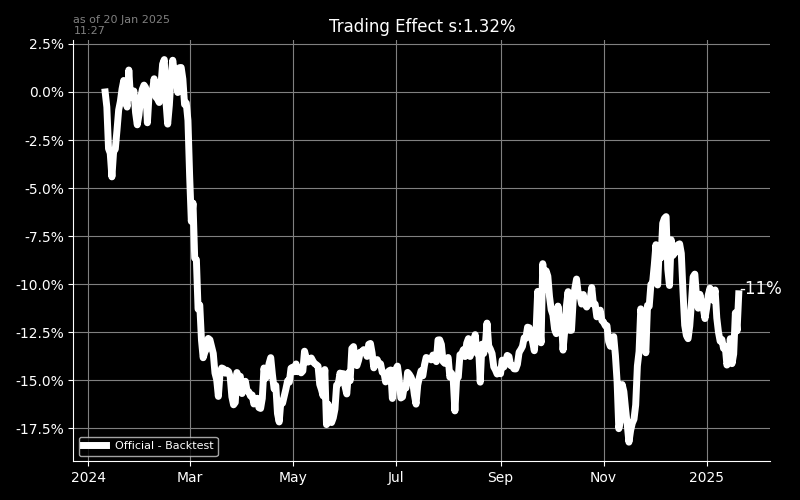 as of 20 Jan 2025
11:27
Trading Effect s:1.32%
2.5%
0.0%
-2.5%
-5.0%
-7.5%
-10.0%
-12.5%
-15.0%
-17.5%
-11%
Official - Backtest
2024 Mar May Jul Sep Nov 2025